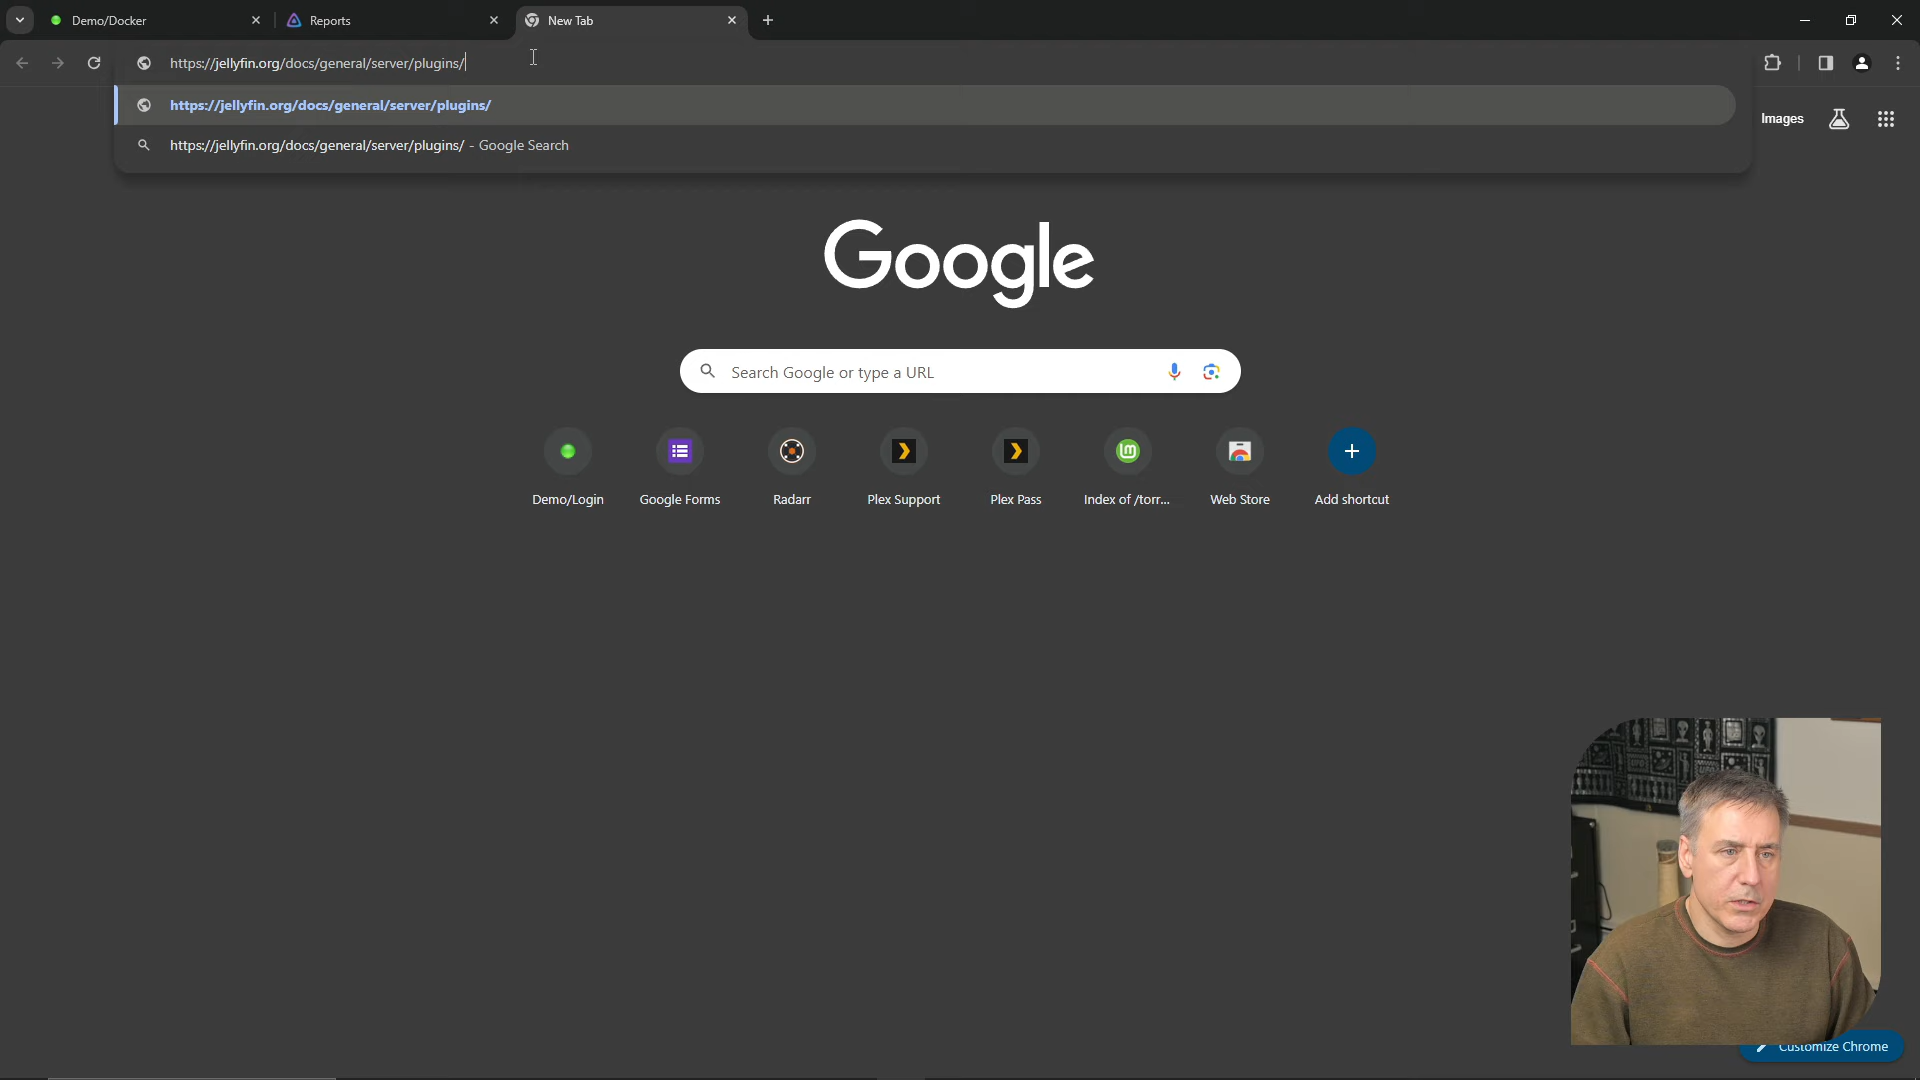 Demo/Docker
Reports
New Tab
https://jellyfin.org/docs/general/server/plugins/
https://jellyfin.org/docs/general/server/plugins/
https://jellyfin.org/docs/general/server/plugins/ - Google Search
Images
Google
Search Google or type a URL
Demo/Login
Google Forms
Radarr
Plex Support
Plex Pass
Index of /torr...
Web Store
Add shortcut
Customize Chrome